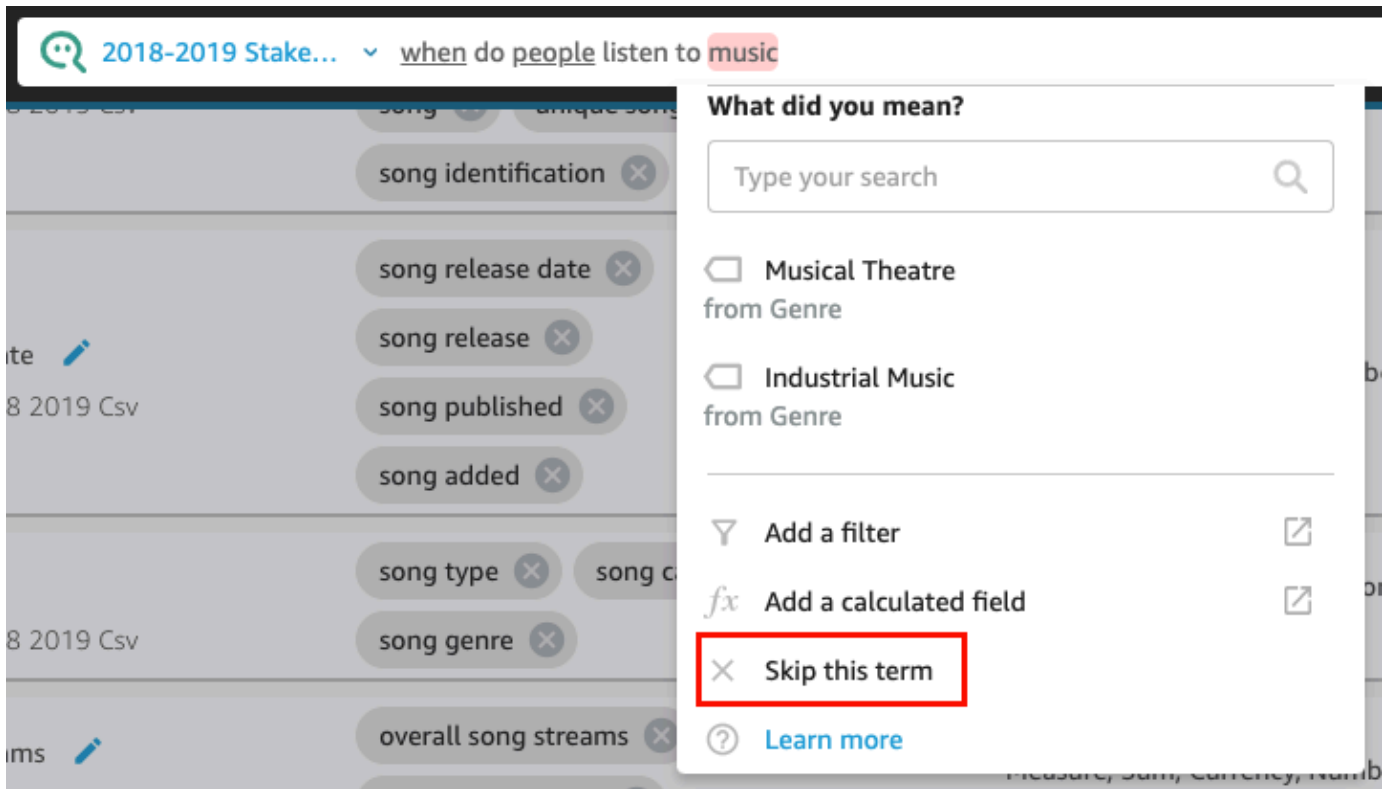 2018-2019 Stake... when do people listen to music
What did you mean?
Type your search
song identification
song release date
Musical Theatre
from Genre
song release
8 2019 Csv
song published
Industrial Music
from Genre
song added
Add a filter
song type
Add a calculated field
8 2019 Csv
song genre
Skip this term
overall song streams
Learn more